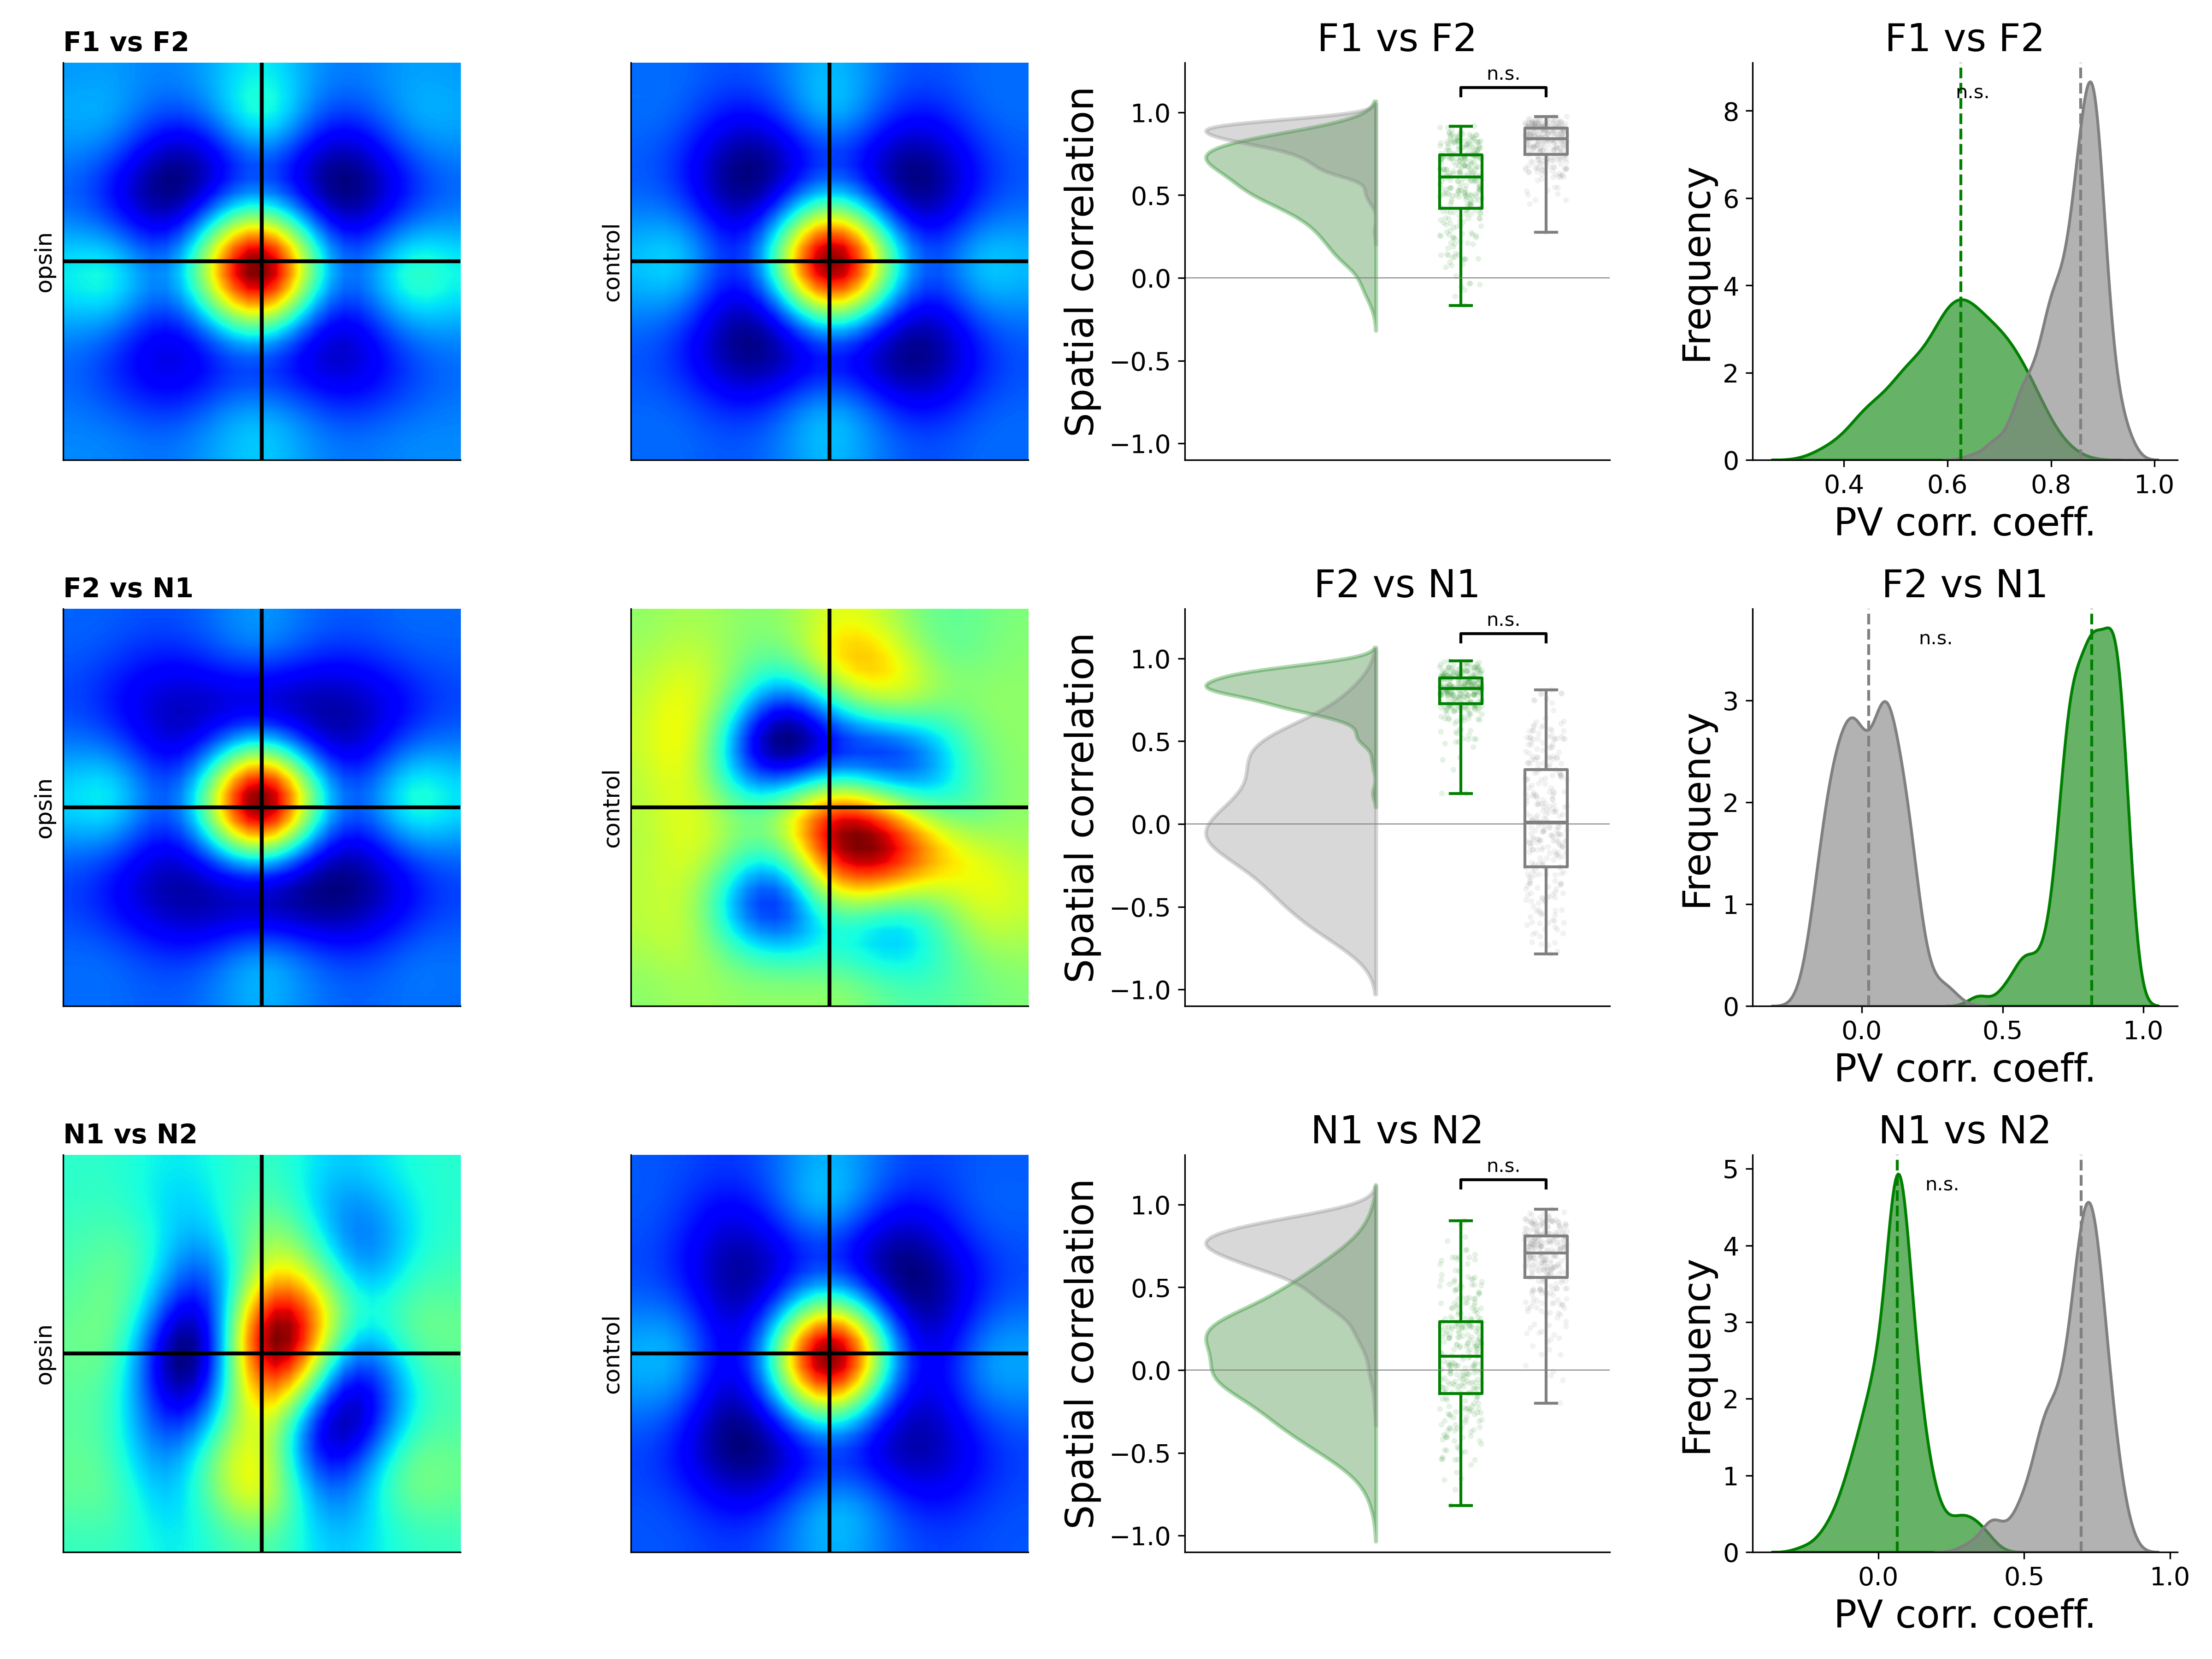 F1 vs F2
opsin
control
F1 vs F2
Spatial correlation
1.0
0.5
0.0
−0.5
−1.0
n.s.
F1 vs F2
Frequency
8
6
4
2
0
n.s.
0.4 0.6 0.8 1.0
PV corr. coeff.
F2 vs N1
opsin
control
F2 vs N1
Spatial correlation
1.0
0.5
0.0
−0.5
−1.0
n.s.
F2 vs N1
Frequency
3
2
1
0
n.s.
0.0 0.5 1.0
PV corr. coeff.
N1 vs N2
opsin
control
N1 vs N2
Spatial correlation
1.0
0.5
0.0
−0.5
−1.0
n.s.
N1 vs N2
Frequency
5
4
3
2
1
0
n.s.
0.0 0.5 1.0
PV corr. coeff.